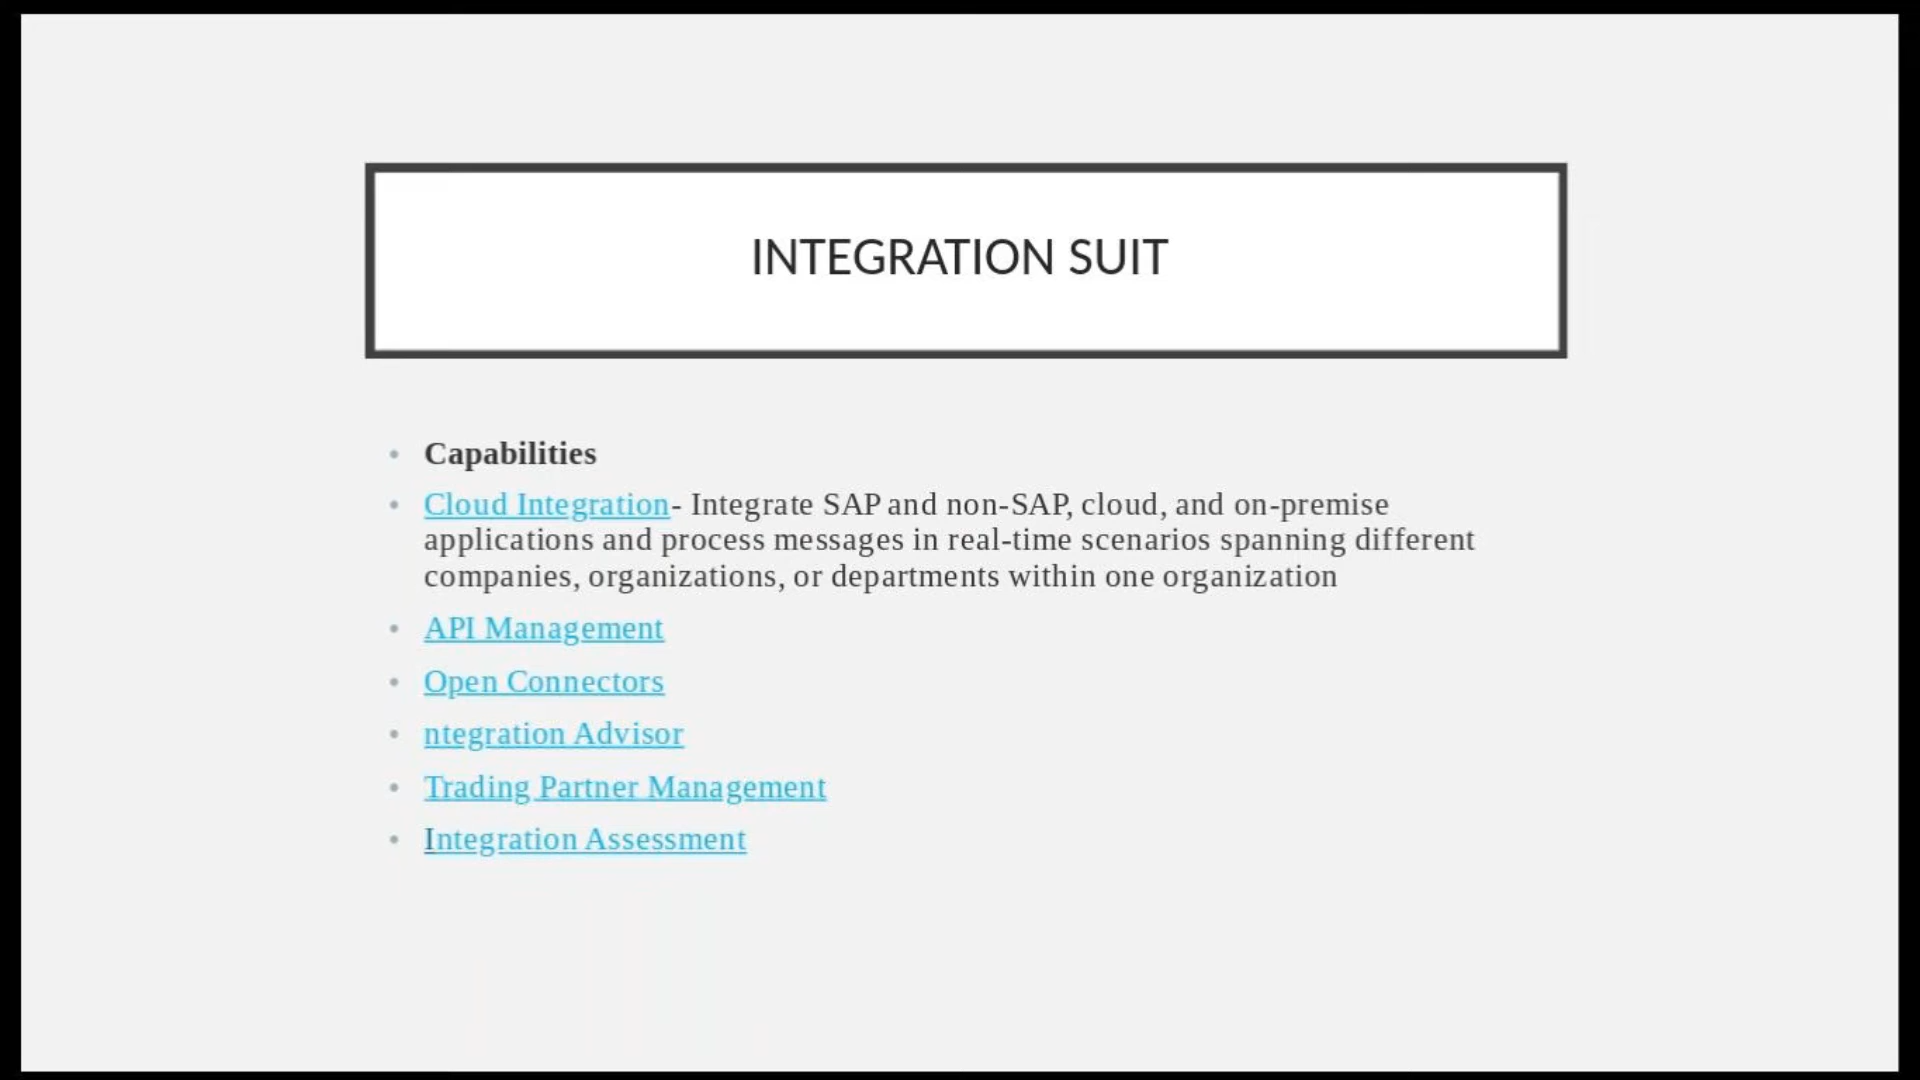 INTEGRATION SUIT
• Capabilities
• Cloud Integration- Integrate SAP and non-SAP, cloud, and on-premise
applications and process messages in real-time scenarios spanning different
companies, organizations, or departments within one organization
• API Management
• Open Connectors
• ntegration Advisor
• Trading Partner Management
• Integration Assessment